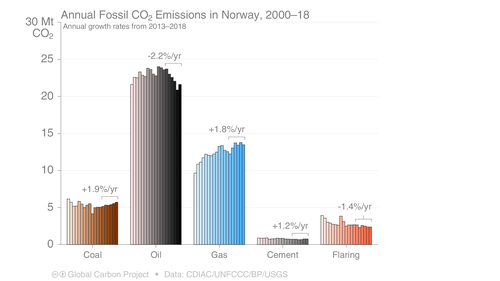 Annual Fossil CO₂ Emissions in Norway, 2000–18
Annual growth rates from 2013–2018
30 Mt
CO₂
25
20
15
10
5
0
+1.9%/yr
-2.2%/yr
+1.8%/yr
+1.2%/yr
-1.4%/yr
Coal
Oil
Gas
Cement
Flaring
Global Carbon Project • Data: CDIAC/UNFCCC/BP/USGS